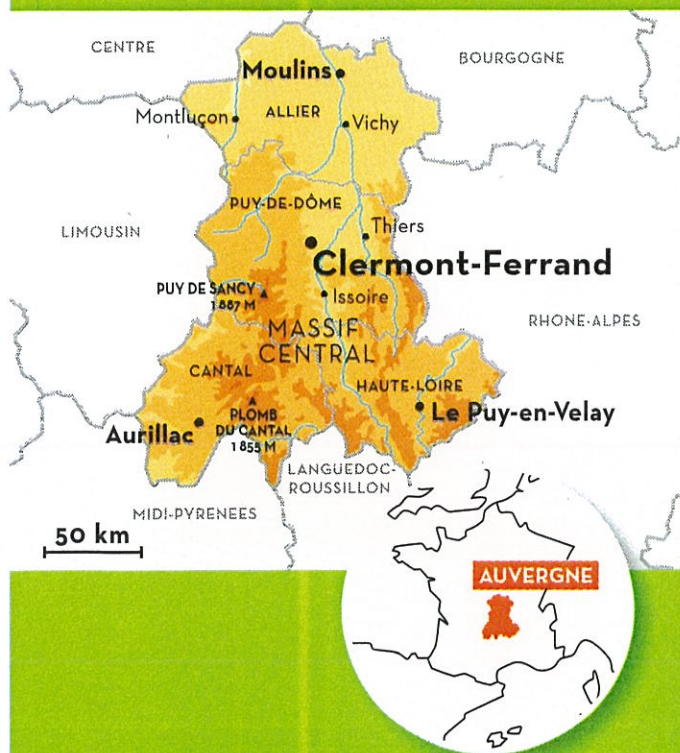 CENTRE
BOURGOGNE
Moulins
Montluçon
ALLIER
Vichy
PUY-DE-DÔME
LIMOUSIN
Thiers
Clermont-Ferrand
PUY DE SANCY
1 887 M
Issoire
RHONE-ALPES
MASSIF
CENTRAL
CANTAL
HAUTE-LOIRE
PLOMB
DU CANTAL
1 855 M
Le Puy-en-Velay
Aurillac
LANGUEDOC-
ROUSSILLON
MIDI-PYRENEES
50 km
AUVERGNE